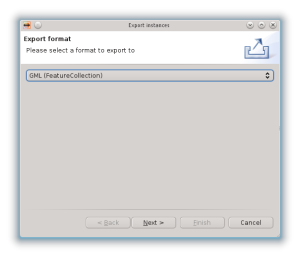 Export instances
Export format
Please select a format to export to
GML (FeatureCollection)
< Back
Next >
Finish
Cancel